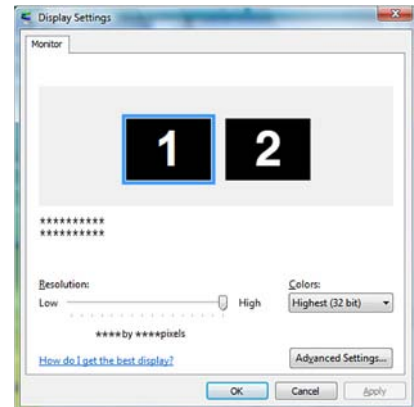 Display Settings
Monitor
1 2
**********
**********
Resolution:
Low High
****by ****pixels
Colors:
Highest (32 bit)
How do I get the best display?
Advanced Settings...
OK Cancel Apply